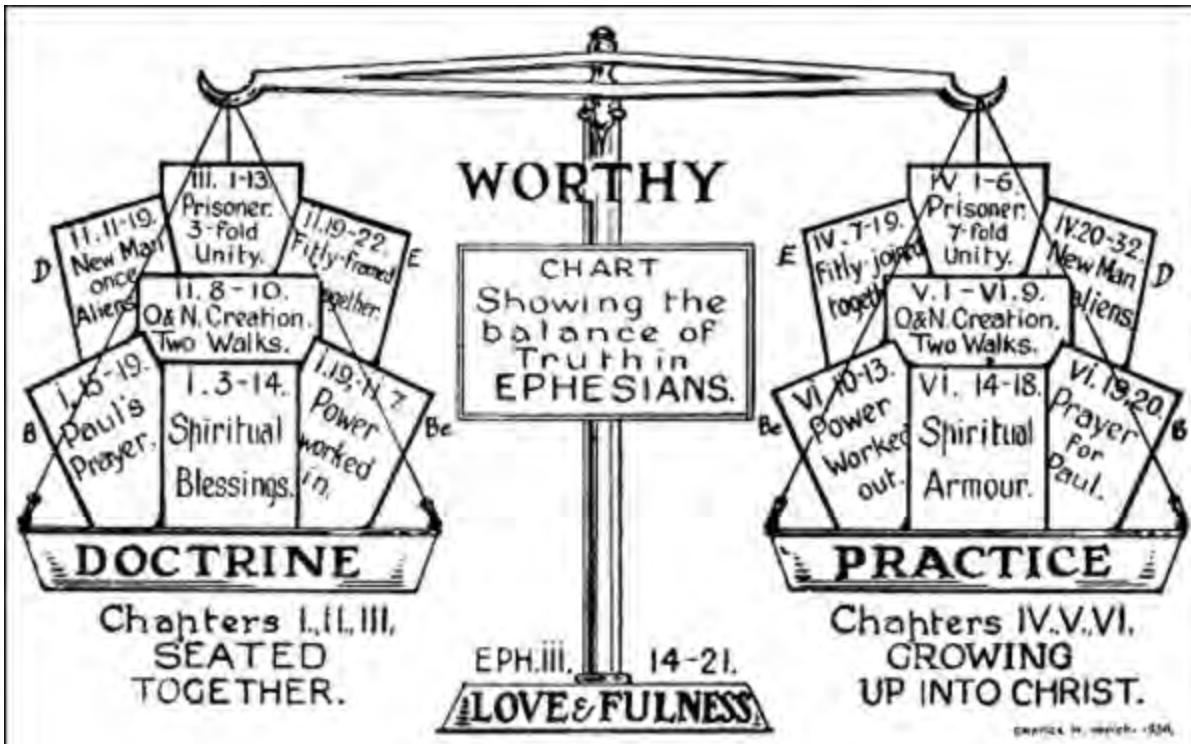 WORTHY
CHART
Showing the
balance of
Truth in
EPHESIANS.
III. 1-13.
Prisoner.
3-fold
Unity.
D
II. 11-19.
New Man
once
Aliens
II. 19-22.
Fitly-framed
together.
E
II. 8-10.
O&N. Creation.
Two Walks.
B
I. 15-19.
Paul's
Prayer.
I. 3-14.
Spiritual
Blessings.
I. 19,-II. 7.
Power
worked
in.
Be
DOCTRINE
Chapters I., II., III,
SEATED
TOGETHER.
IV. 1-6.
Prisoner.
7-fold
Unity.
E
IV. 7-19.
Fitly-joined
together
IV. 20-32.
New Man
aliens.
D
V. 1 - VI. 9.
O&N. Creation.
Two Walks.
Be
VI. 10-13.
Power
Worked
out.
VI. 14-18.
Spiritual
Armour.
VI. 19, 20.
Prayer
For
Paul.
B
PRACTICE
Chapters IV., V., VI.
GROWING
UP INTO CHRIST.
EPH. iii. 14-21.
LOVE & FULNESS